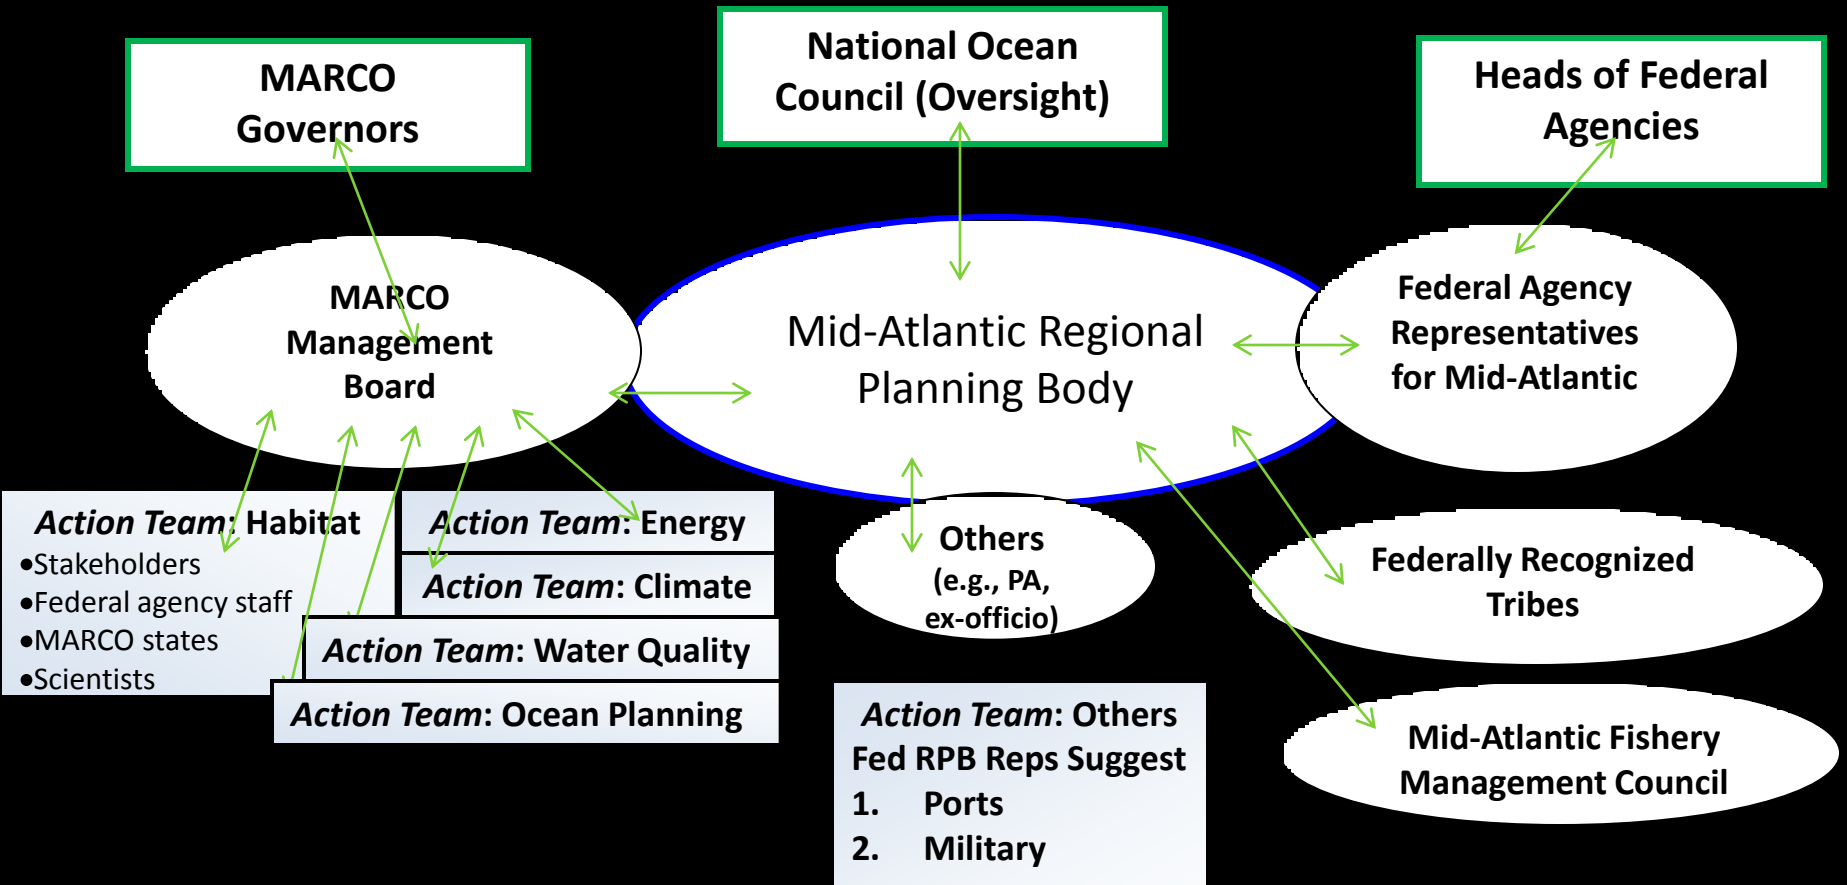 MARCO
Governors
National Ocean
Council (Oversight)
Heads of Federal
Agencies
MARCO
Management
Board
Mid-Atlantic Regional
Planning Body
Federal Agency
Representatives
for Mid-Atlantic
Action Team: Habitat
•Stakeholders
•Federal agency staff
•MARCO states
•Scientists
Action Team: Energy
Action Team: Climate
Action Team: Water Quality
Action Team: Ocean Planning
Others
(e.g., PA,
ex-officio)
Federally Recognized
Tribes
Action Team: Others
Fed RPB Reps Suggest
1. Ports
2. Military
Mid-Atlantic Fishery
Management Council